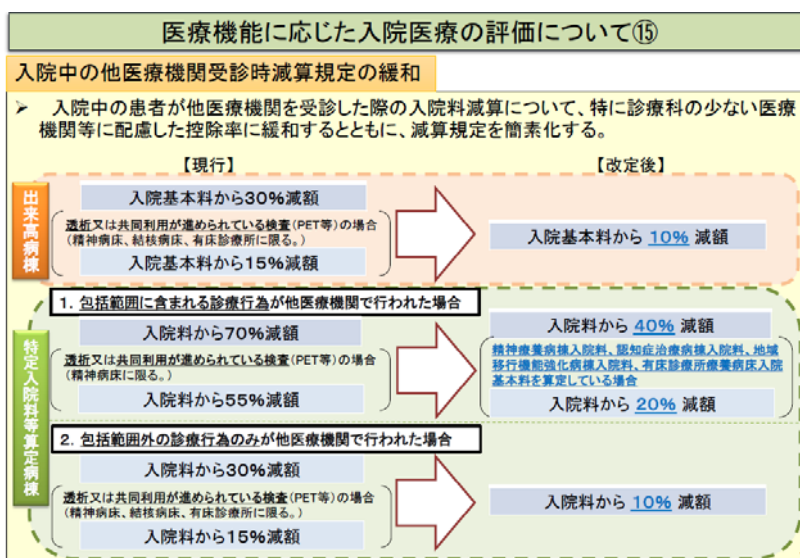 医療機能に応じた入院医療の評価について⑮
入院中の他医療機関受診時減算規定の緩和
➢ 入院中の患者が他医療機関を受診した際の入院料減算について、特に診療科の少ない医療
機関等に配慮した控除率に緩和するとともに、減算規定を簡素化する。
【現行】
【改定後】
出来高病棟
入院基本料から30%減額
透析又は共同利用が進められている検査(PET等)の場合
(精神病床、結核病床、有床診療所に限る。)
入院基本料から15%減額
入院基本料から 10% 減額
特定入院料等算定病棟
1. 包括範囲に含まれる診療行為が他医療機関で行われた場合
入院料から70%減額
透析又は共同利用が進められている検査(PET等)の場合
(精神病床に限る。)
入院料から55%減額
入院料から 40% 減額
精神療養病棟入院料、認知症治療病棟入院料、地域
移行機能強化病棟入院料、有床診療所療養病床入院
基本料を算定している場合
入院料から 20% 減額
2. 包括範囲外の診療行為のみが他医療機関で行われた場合
入院料から30%減額
透析又は共同利用が進められている検査(PET等)の場合
(精神病床、結核病床、有床診療所に限る。)
入院料から15%減額
入院料から 10% 減額